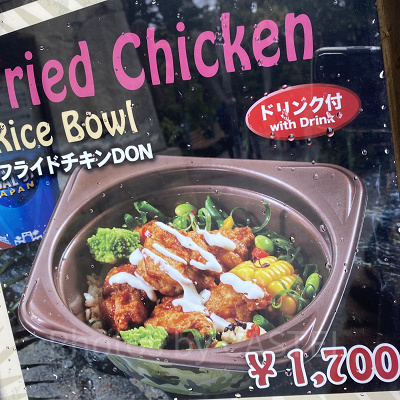 ried Chicken
Rice Bowl
フライドチキンDON
ドリンク付
with Drink
JAPAN
¥ 1,700